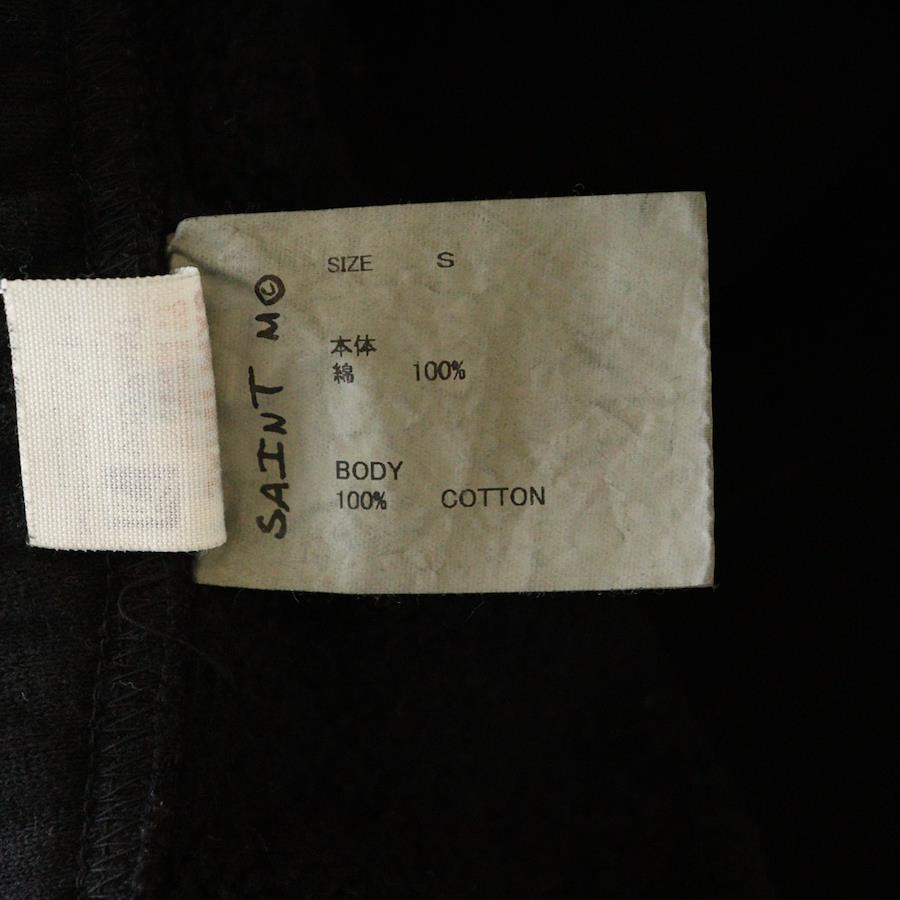 SAINT M©
SIZE S
本体
綿 100%
BODY
100% COTTON